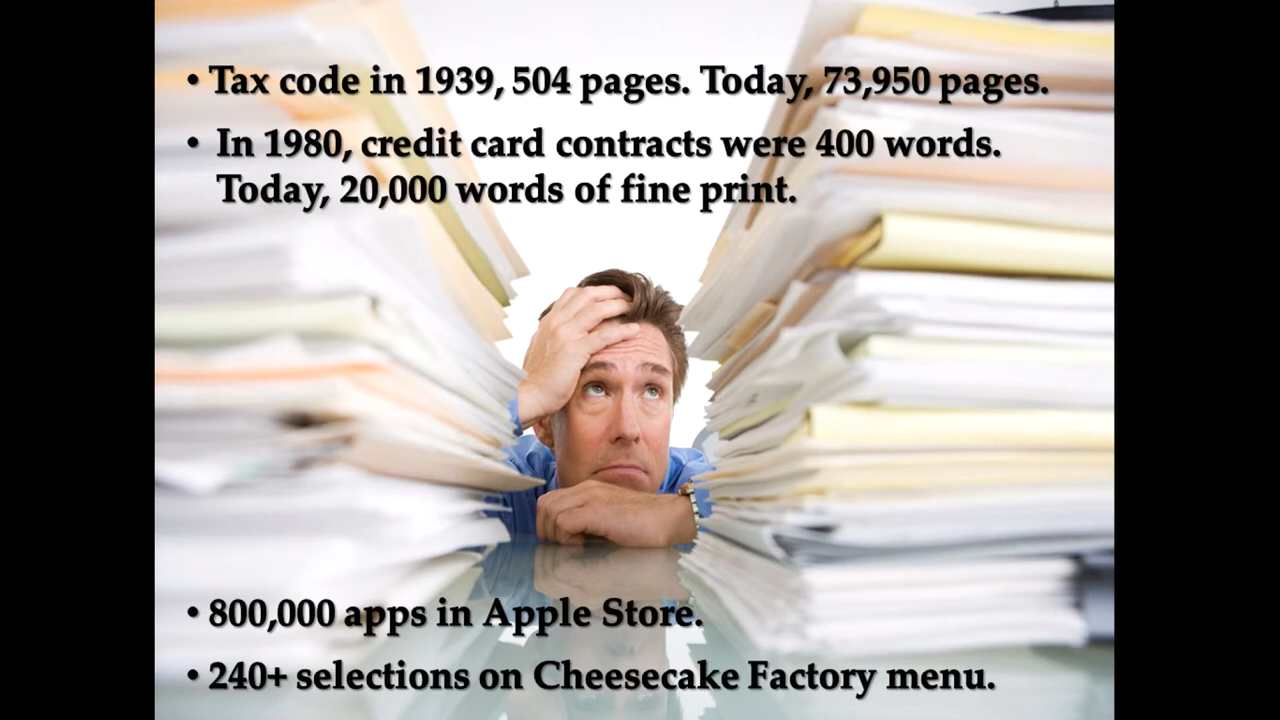 • Tax code in 1939, 504 pages. Today, 73,950 pages.
• In 1980, credit card contracts were 400 words.
Today, 20,000 words of fine print.
• 800,000 apps in Apple Store.
• 240+ selections on Cheesecake Factory menu.